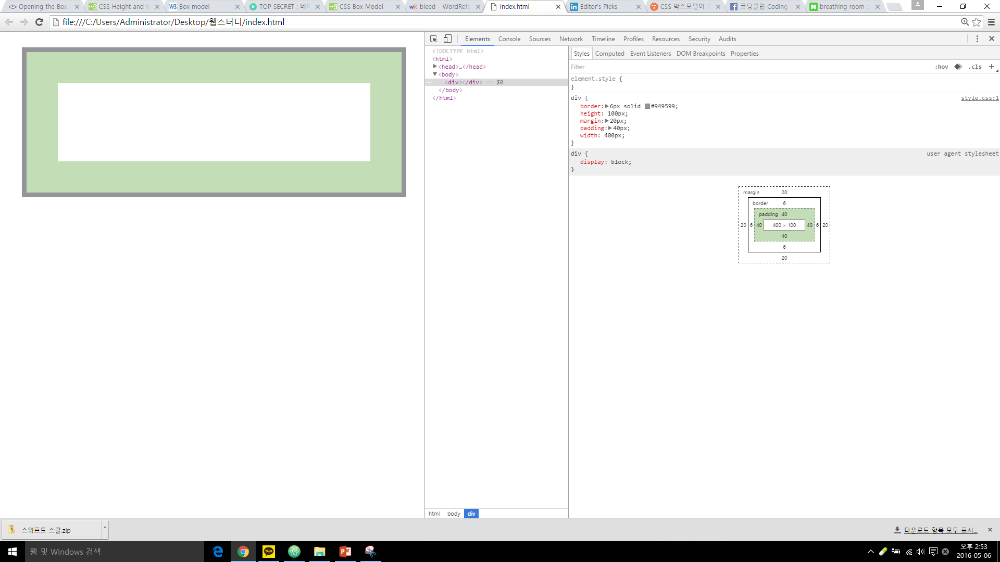 Opening the Box
CSS Height and W
Box model
TOP SECRET : 네이
CSS Box Model
bleed - WordRefe
index.html
Editor's Picks
CSS 박스모델이 무
코딩클럽 Coding
breathing room :
file:///C:/Users/Administrator/Desktop/웹스터디/index.html
Elements Console Sources Network Timeline Profiles Resources Security Audits
<!DOCTYPE html>
<html>
<head>…</head>
<body>
<div></div> == $0
</body>
</html>
html body div
Styles Computed Event Listeners DOM Breakpoints Properties
Filter :hov .cls +
element.style {
}
div { style.css:1
border: 6px solid #949599;
height: 100px;
margin: 20px;
padding: 40px;
width: 400px;
}
div { user agent stylesheet
display: block;
}
margin 20
border 6
padding 40
20 6 40 400 × 100 40 6 20
40
6
20
스위프트 스쿨.zip
다운로드 항목 모두 표시...
웹 및 Windows 검색
TALK
오후 2:53
2016-05-06